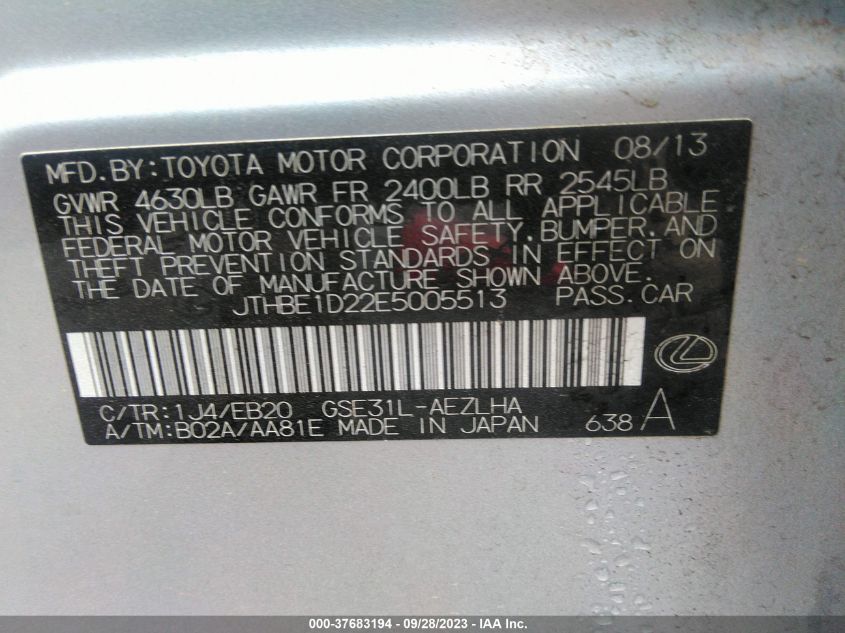 MFD.BY:TOYOTA MOTOR CORPORATION 08/13
GVWR 4630LB GAWR FR 2400LB RR 2545LB
THIS VEHICLE CONFORMS TO ALL APPLICABLE
FEDERAL MOTOR VEHICLE SAFETY,BUMPER,AND
THEFT PREVENTION STANDARDS IN EFFECT ON
THE DATE OF MANUFACTURE SHOWN ABOVE.
JTHBE1D22E5005513 PASS.CAR
C/TR:1J4/EB20 GSE31L-AEZLHA
A/TM:B02A/AA81E MADE IN JAPAN 638 A
000-37683194 - 09/28/2023 - IAA Inc.